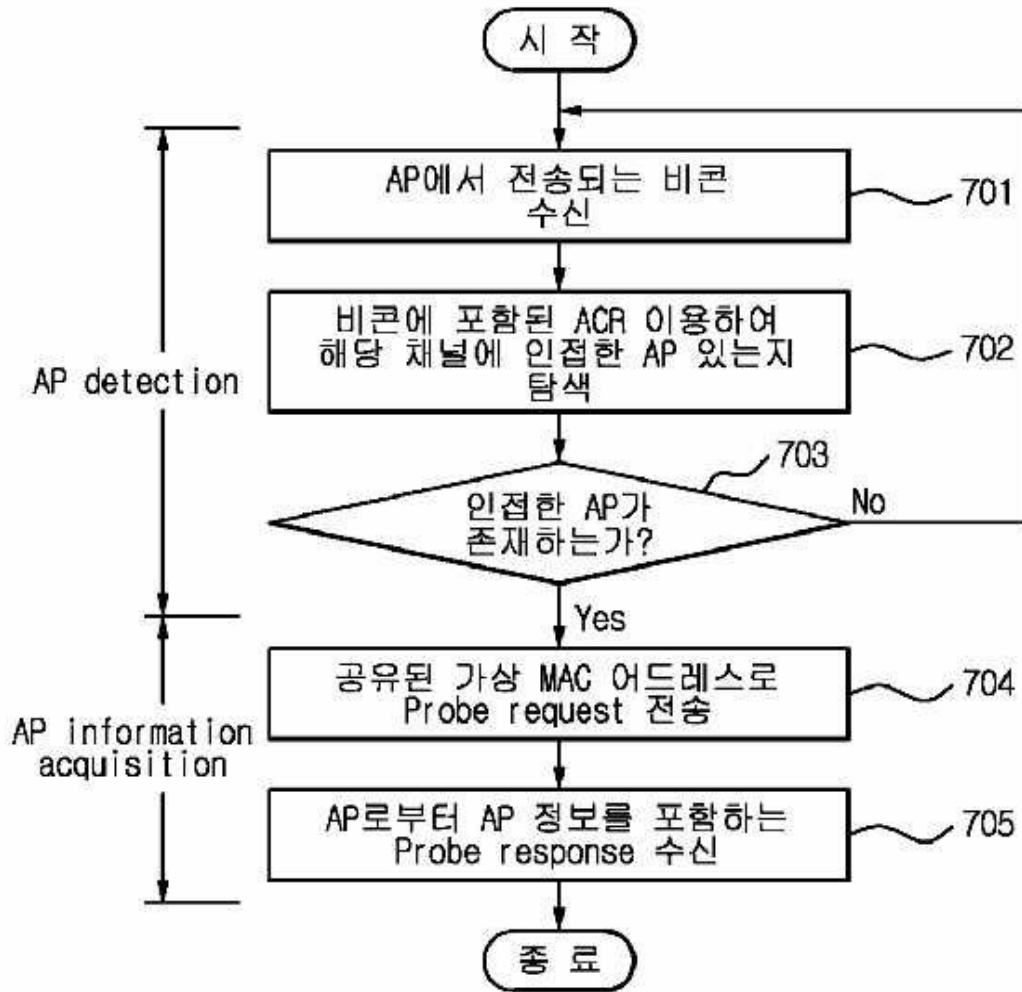 시 작
AP에서 전송되는 비콘
수신
701
비콘에 포함된 ACR 이용하여
해당 채널에 인접한 AP 있는지
탐색
702
AP detection
703
인접한 AP가
존재하는가?
No
Yes
공유된 가상 MAC 어드레스로
Probe request 전송
704
AP information
acquisition
AP로부터 AP 정보를 포함하는
Probe response 수신
705
종 료